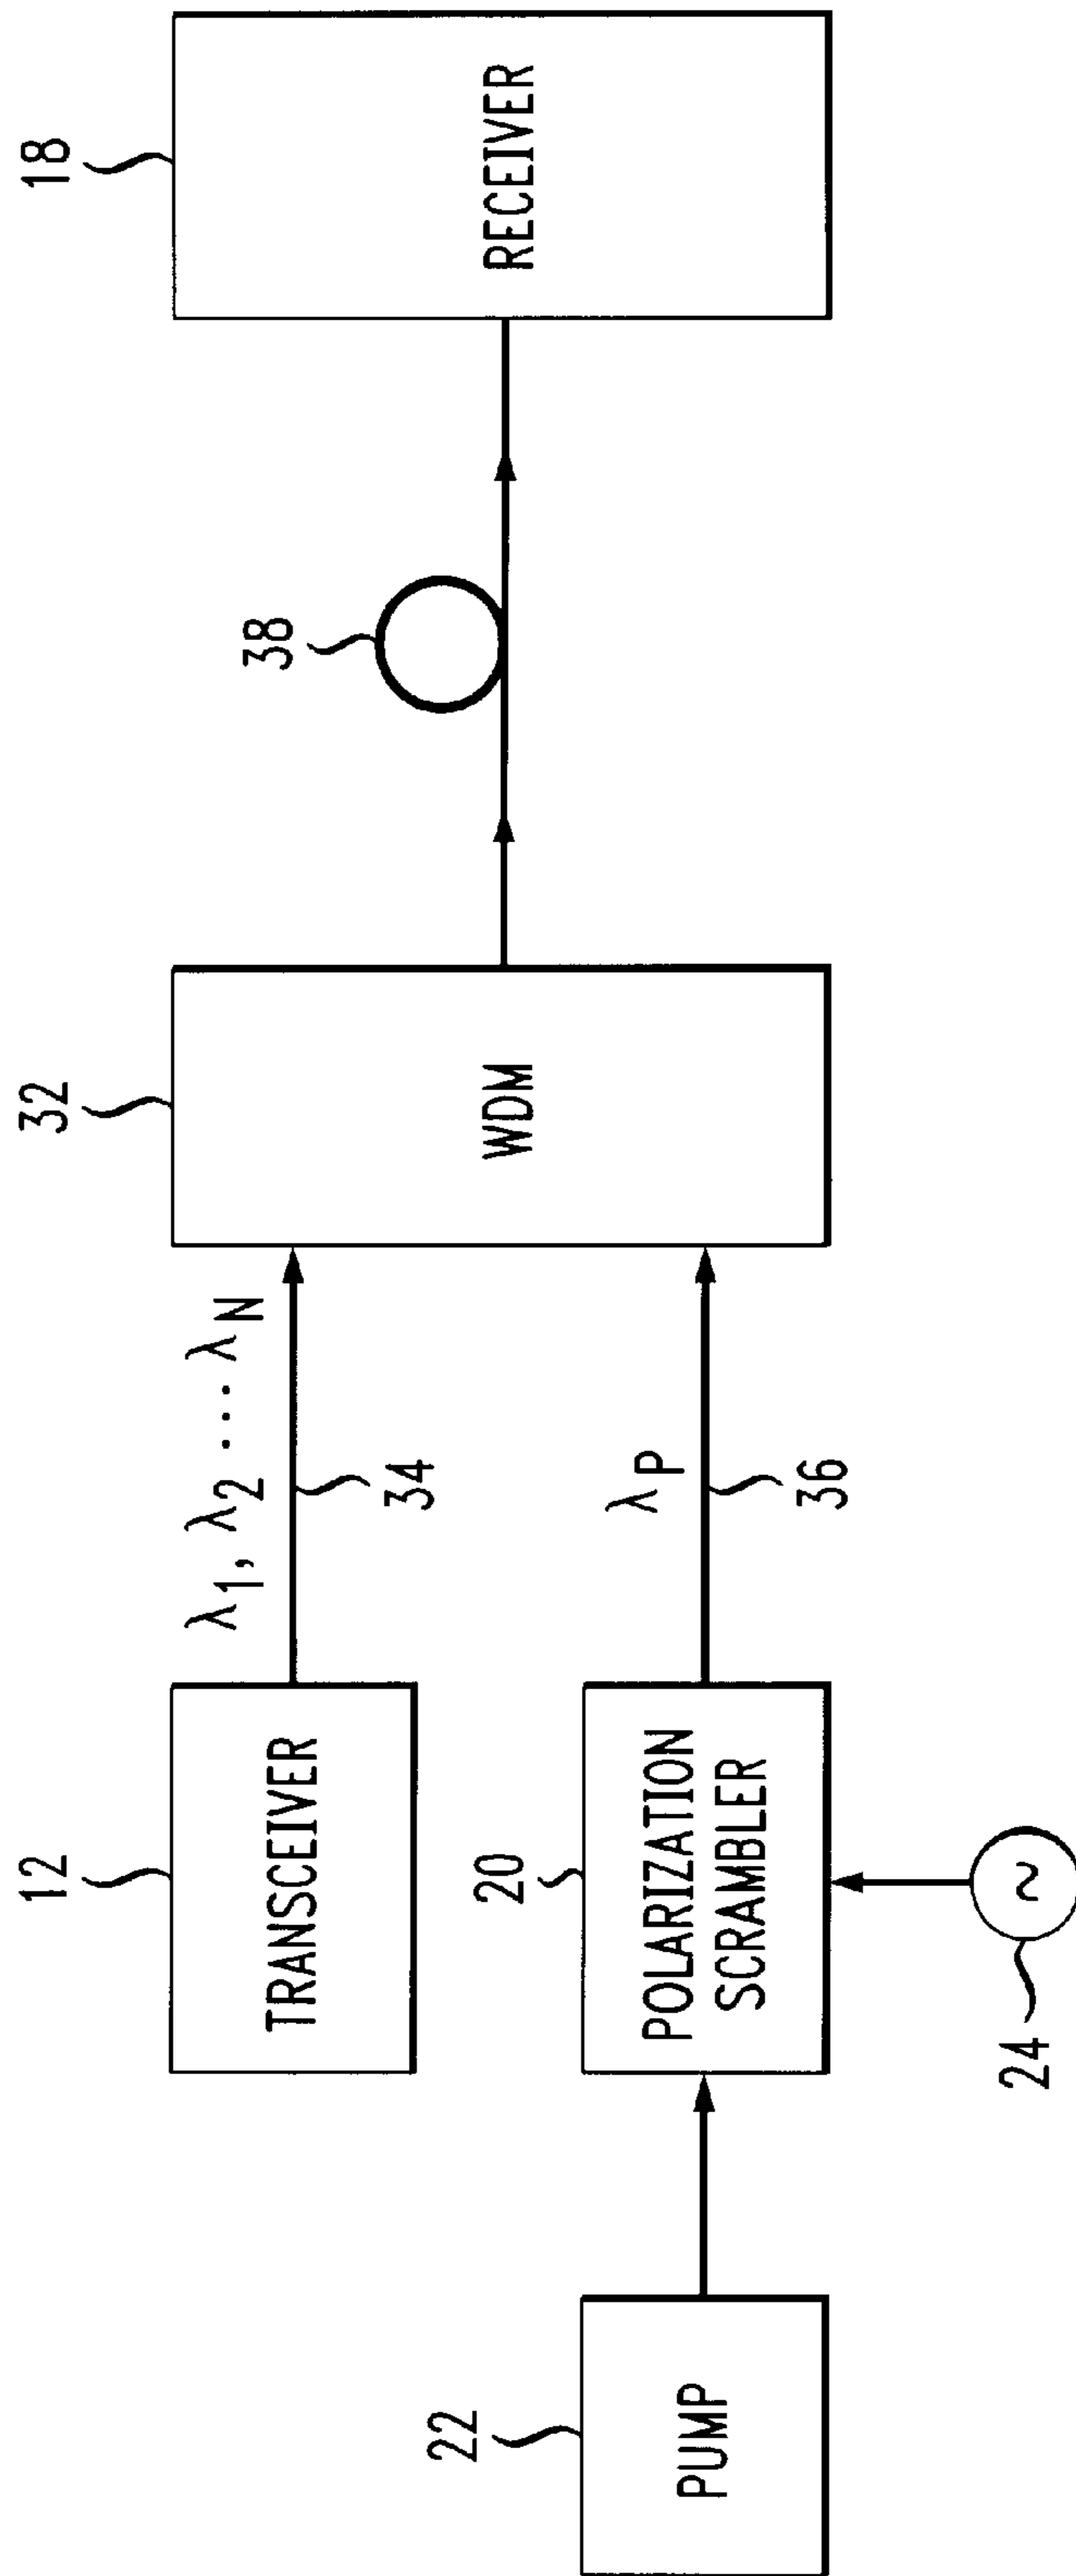 12
TRANSCEIVER
λ1, λ2 ··· λN
34
32
WDM
38
18
RECEIVER
22
PUMP
20
POLARIZATION
SCRAMBLER
λP
36
24
~